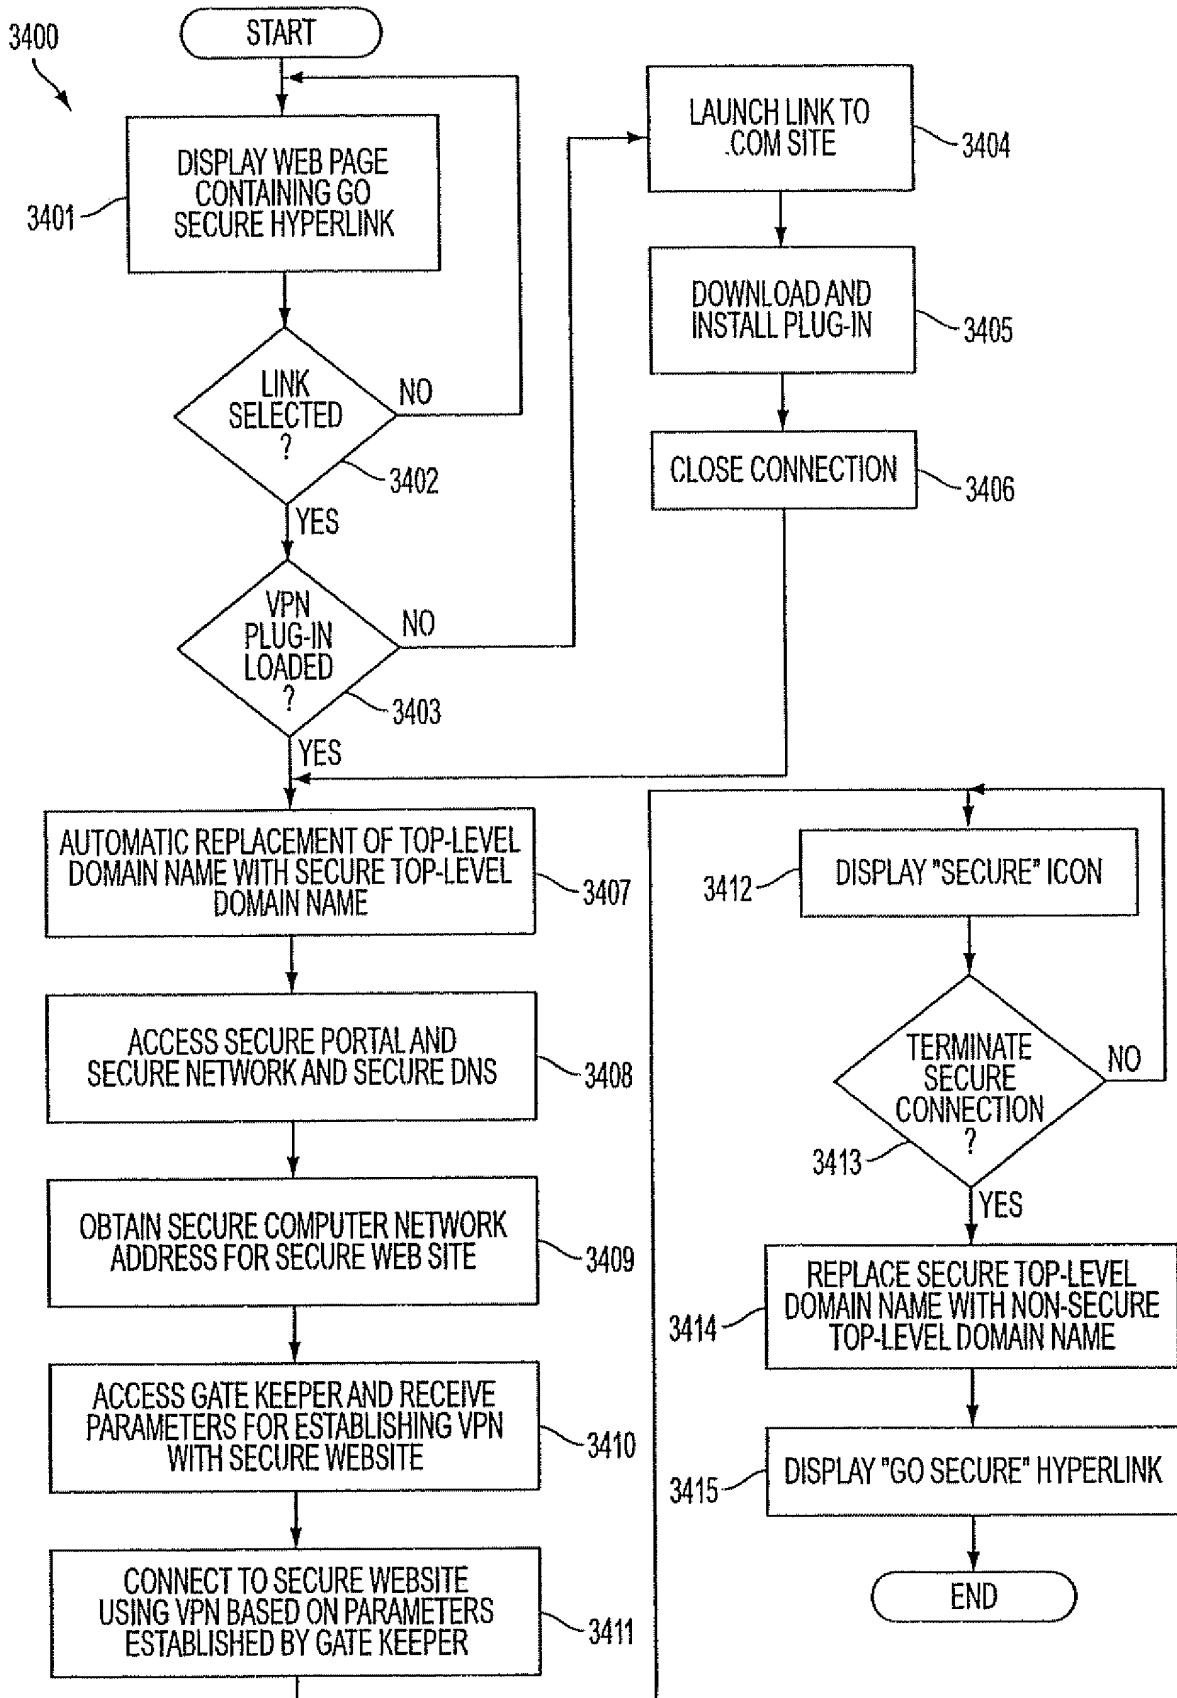 3400
START
DISPLAY WEB PAGE
CONTAINING GO
SECURE HYPERLINK
3401
LINK
SELECTED
?
NO
3402
YES
VPN
PLUG-IN
LOADED
?
NO
3403
YES
LAUNCH LINK TO
.COM SITE
3404
DOWNLOAD AND
INSTALL PLUG-IN
3405
CLOSE CONNECTION
3406
AUTOMATIC REPLACEMENT OF TOP-LEVEL
DOMAIN NAME WITH SECURE TOP-LEVEL
DOMAIN NAME
3407
ACCESS SECURE PORTAL AND
SECURE NETWORK AND SECURE DNS
3408
OBTAIN SECURE COMPUTER NETWORK
ADDRESS FOR SECURE WEB SITE
3409
ACCESS GATE KEEPER AND RECEIVE
PARAMETERS FOR ESTABLISHING VPN
WITH SECURE WEBSITE
3410
CONNECT TO SECURE WEBSITE
USING VPN BASED ON PARAMETERS
ESTABLISHED BY GATE KEEPER
3411
DISPLAY "SECURE" ICON
3412
TERMINATE
SECURE
CONNECTION
?
NO
3413
YES
REPLACE SECURE TOP-LEVEL
DOMAIN NAME WITH NON-SECURE
TOP-LEVEL DOMAIN NAME
3414
DISPLAY "GO SECURE" HYPERLINK
3415
END